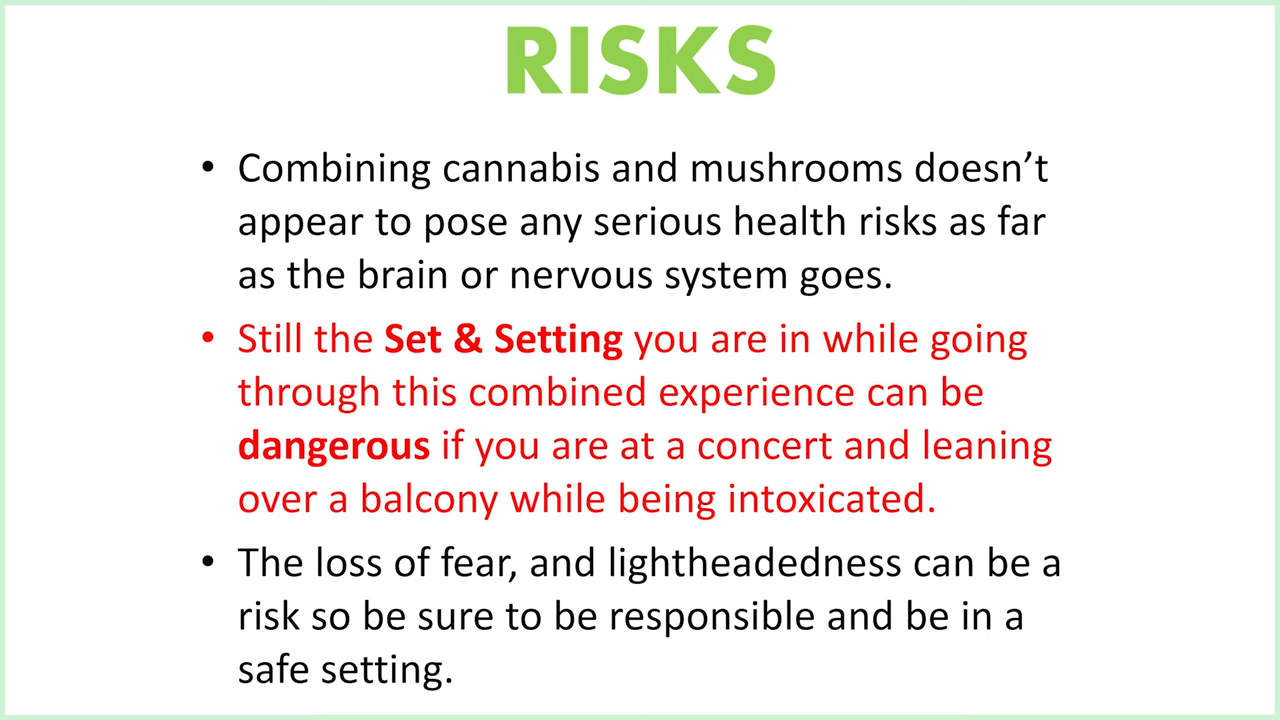 RISKS
• Combining cannabis and mushrooms doesn’t
appear to pose any serious health risks as far
as the brain or nervous system goes.
• Still the Set & Setting you are in while going
through this combined experience can be
dangerous if you are at a concert and leaning
over a balcony while being intoxicated.
• The loss of fear, and lightheadedness can be a
risk so be sure to be responsible and be in a
safe setting.